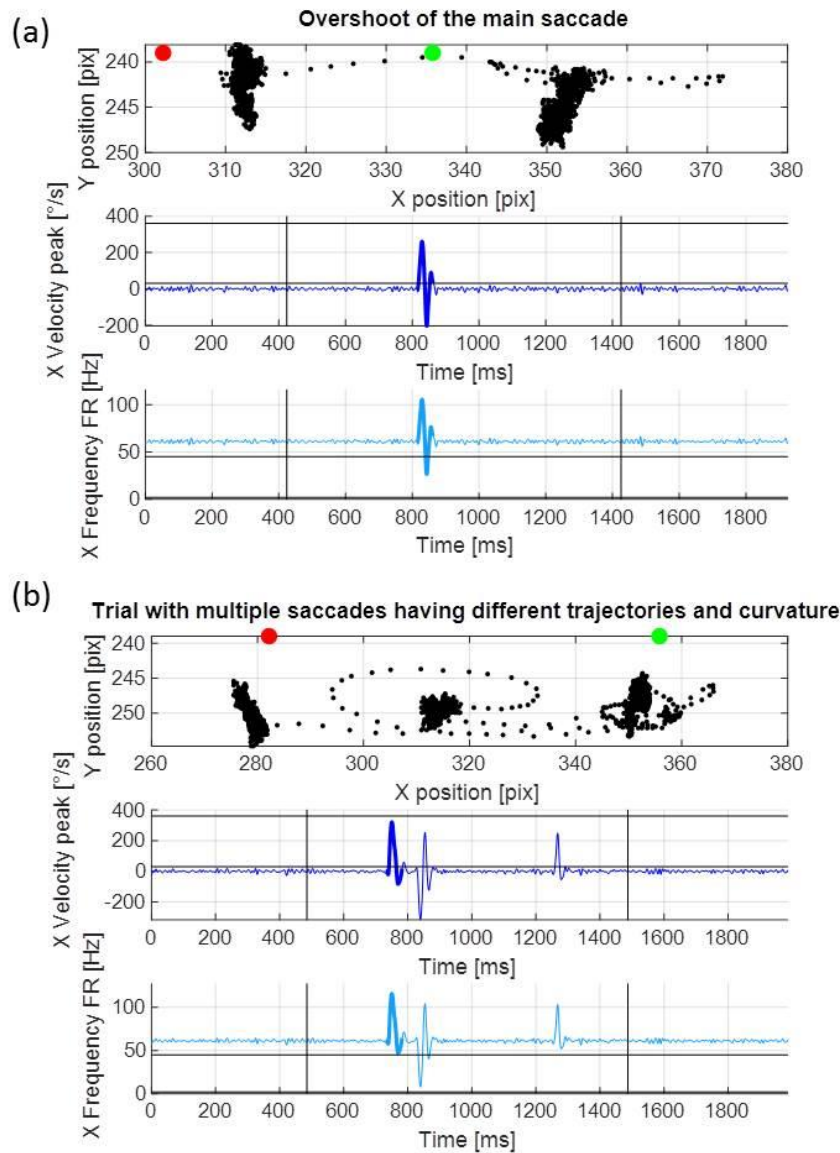 (a)
Overshoot of the main saccade
Y position [pix]
240
245
250
300 310 320 330 340 350 360 370 380
X position [pix]
X Velocity peak [°/s]
400
200
0
-200
0 200 400 600 800 1000 1200 1400 1600 1800
Time [ms]
X Frequency FR [Hz]
100
50
0
0 200 400 600 800 1000 1200 1400 1600 1800
Time [ms]
(b)
Trial with multiple saccades having different trajectories and curvature
Y position [pix]
240
245
250
260 280 300 320 340 360 380
X position [pix]
X Velocity peak [°/s]
400
200
0
-200
0 200 400 600 800 1000 1200 1400 1600 1800
Time [ms]
X Frequency FR [Hz]
100
50
0
0 200 400 600 800 1000 1200 1400 1600 1800
Time [ms]